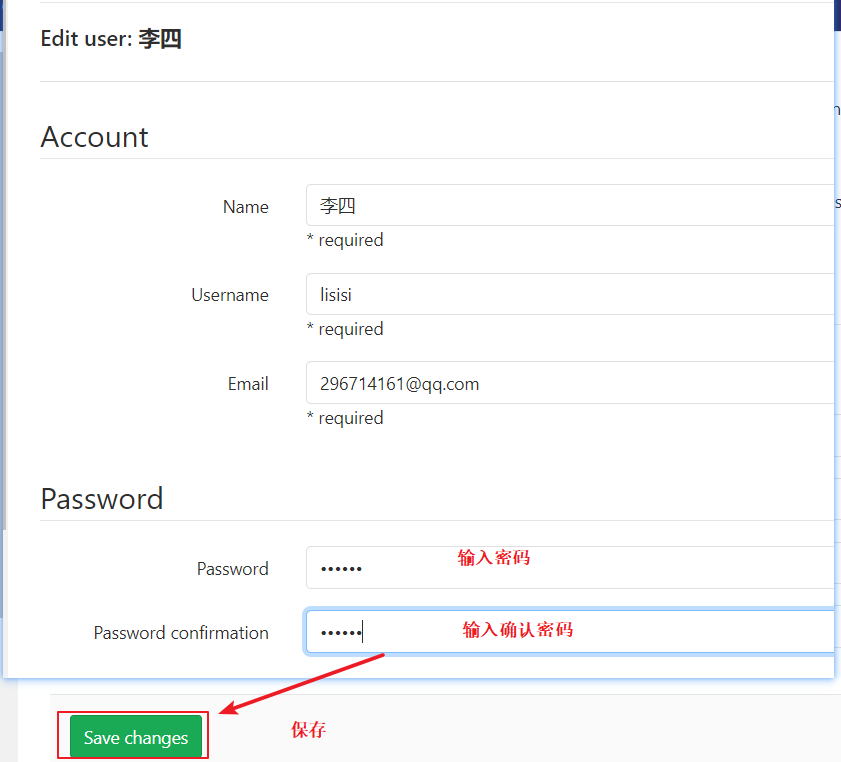 Edit user: 李四
Account
Name 李四
* required
Username lisisi
* required
Email 296714161@qq.com
* required
Password
Password •••••• 输入密码
Password confirmation •••••• 输入确认密码
Save changes 保存